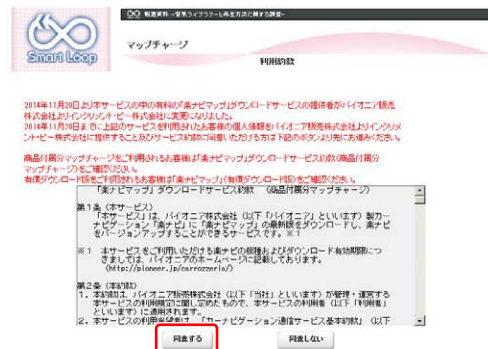 Smart Loop
マップチャージ
利用約款
2014年11月20日より本サービスの中の有料の「楽ナビマップ」ダウンロードサービスの提供者がパイオニア販売
株式会社よりインクリメント・ピー株式会社に変更になりました。
2014年11月20日までに上記のサービスを利用されたお客様の個人情報をパイオニア販売株式会社よりインクリメ
ント・ピー株式会社に提供すること及びサービス約款に同意いただける方は下記のボタンより先にお進みください。
商品付属分マップチャージをご利用されるお客様は「楽ナビマップ」ダウンロードサービス約款(商品付属分
マップチャージ)をご確認ください。
有償ダウンロード版をご利用されるお客様は「楽ナビマップ」(有償ダウンロード版)をご確認ください。
「楽ナビマップ」ダウンロードサービス約款 (商品付属分マップチャージ)
第1条(本サービス)
「本サービス」は、パイオニア株式会社(以下「パイオニア」といいます)製カー
ナビゲーション「楽ナビ」に「楽ナビマップ」の最新版をダウンロードし、楽ナビ
をバージョンアップすることができるサービスです。※1
※1 本サービスをご利用いただける楽ナビの機種およびダウンロード有効期限につ
きましては、パイオニアのホームページに記載しております。
(http://pioneer.jp/carrozzeria/)
第2条(本約款)
1. 本約款は、パイオニア販売株式会社(以下「当社」といいます)が管理・運営する
本サービスの利用規定に関し定めたもので、本サービスの利用者(以下「利用者」
といいます)に適用されます。
2. 本サービスの利用希望者は、「カーナビゲーション通信サービス基本約款」(以下
同意する
同意しない